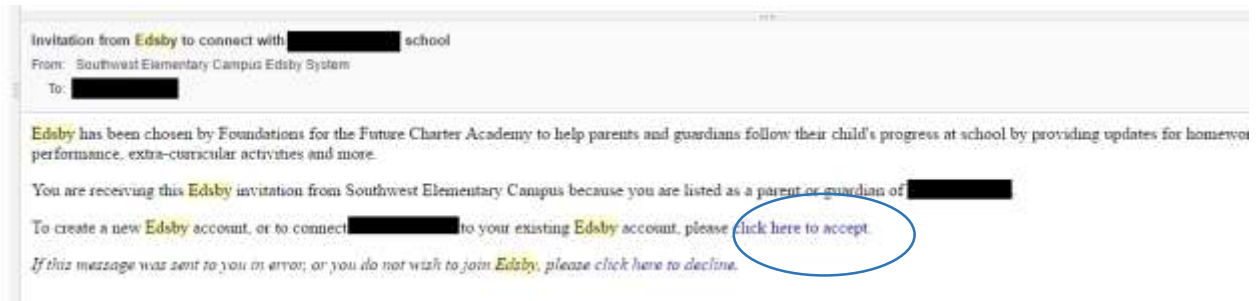 Invitation from Edsby to connect with school
From: Southwest Elementary Campus Edsby System
To:
Edsby has been chosen by Foundations for the Future Charter Academy to help parents and guardians follow their child's progress at school by providing updates for homewor
performance, extra-curricular activities and more.
You are receiving this Edsby invitation from Southwest Elementary Campus because you are listed as a parent or guardian of
To create a new Edsby account, or to connect to your existing Edsby account, please click here to accept.
If this message was sent to you in error, or you do not wish to join Edsby, please click here to decline.